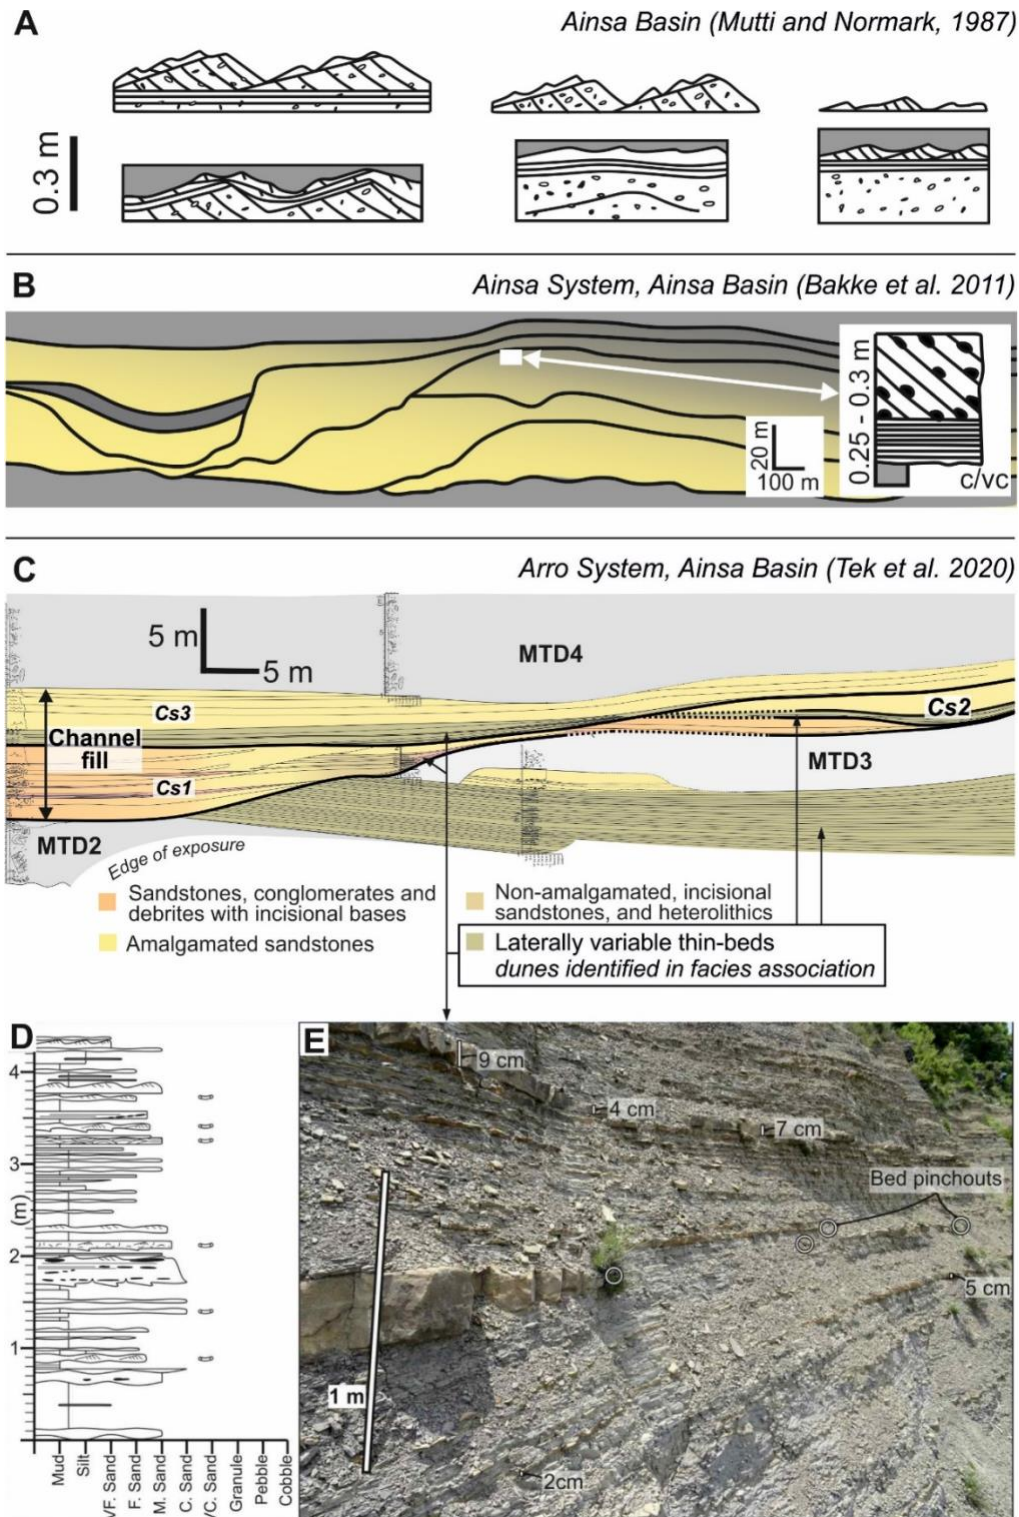 A
Ainsa Basin (Mutti and Normark, 1987)
0.3 m
B
Ainsa System, Ainsa Basin (Bakke et al. 2011)
0.25 - 0.3 m
20 m
100 m
c/vc
C
Arro System, Ainsa Basin (Tek et al. 2020)
5 m
5 m
MTD4
Cs3
Cs2
Channel
fill
MTD3
Cs1
MTD2
Edge of exposure
Sandstones, conglomerates and
debrites with incisional bases
Amalgamated sandstones
Non-amalgamated, incisional
sandstones, and heterolithics
Laterally variable thin-beds
dunes identified in facies association
D
4
3
(m)
2
1
Mud
Silt
VF. Sand
F. Sand
M. Sand
C. Sand
VC. Sand
Granule
Pebble
Cobble
E
9 cm
4 cm
7 cm
Bed pinchouts
5 cm
1 m
2cm